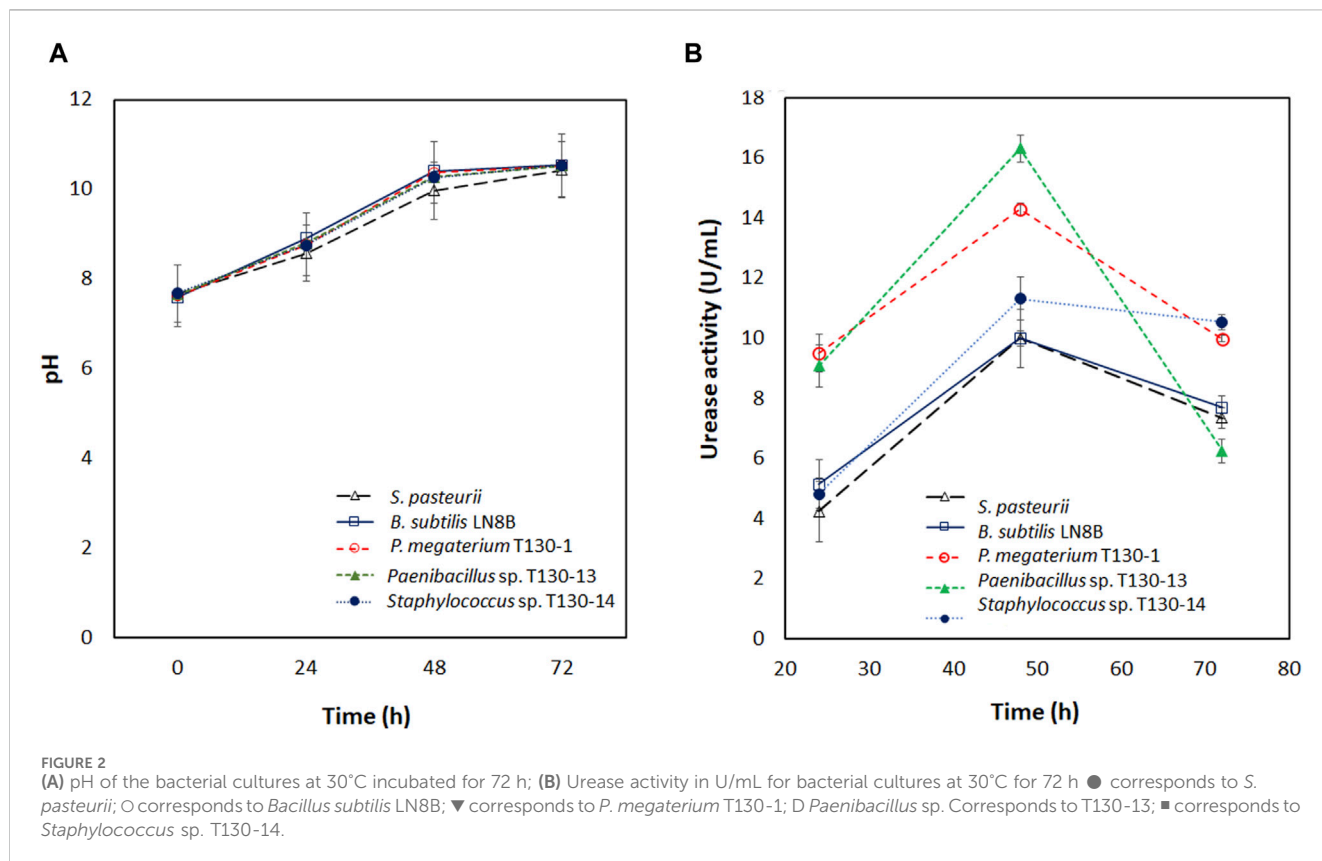 A
12
10
8
6
4
2
0
pH
0 24 48 72
Time (h)
S. pasteurii
B. subtilis LN8B
P. megaterium T130-1
Paenibacillus sp. T130-13
Staphylococcus sp. T130-14
B
18
16
14
12
10
8
6
4
2
0
Urease activity (U/mL)
20 30 40 50 60 70 80
Time (h)
S. pasteurii
B. subtilis LN8B
P. megaterium T130-1
Paenibacillus sp. T130-13
Staphylococcus sp. T130-14
FIGURE 2
(A) pH of the bacterial cultures at 30°C incubated for 72 h; (B) Urease activity in U/mL for bacterial cultures at 30°C for 72 h ● corresponds to S.
pasteurii; ○ corresponds to Bacillus subtilis LN8B; ▼ corresponds to P. megaterium T130-1; D Paenibacillus sp. Corresponds to T130-13; ■ corresponds to
Staphylococcus sp. T130-14.